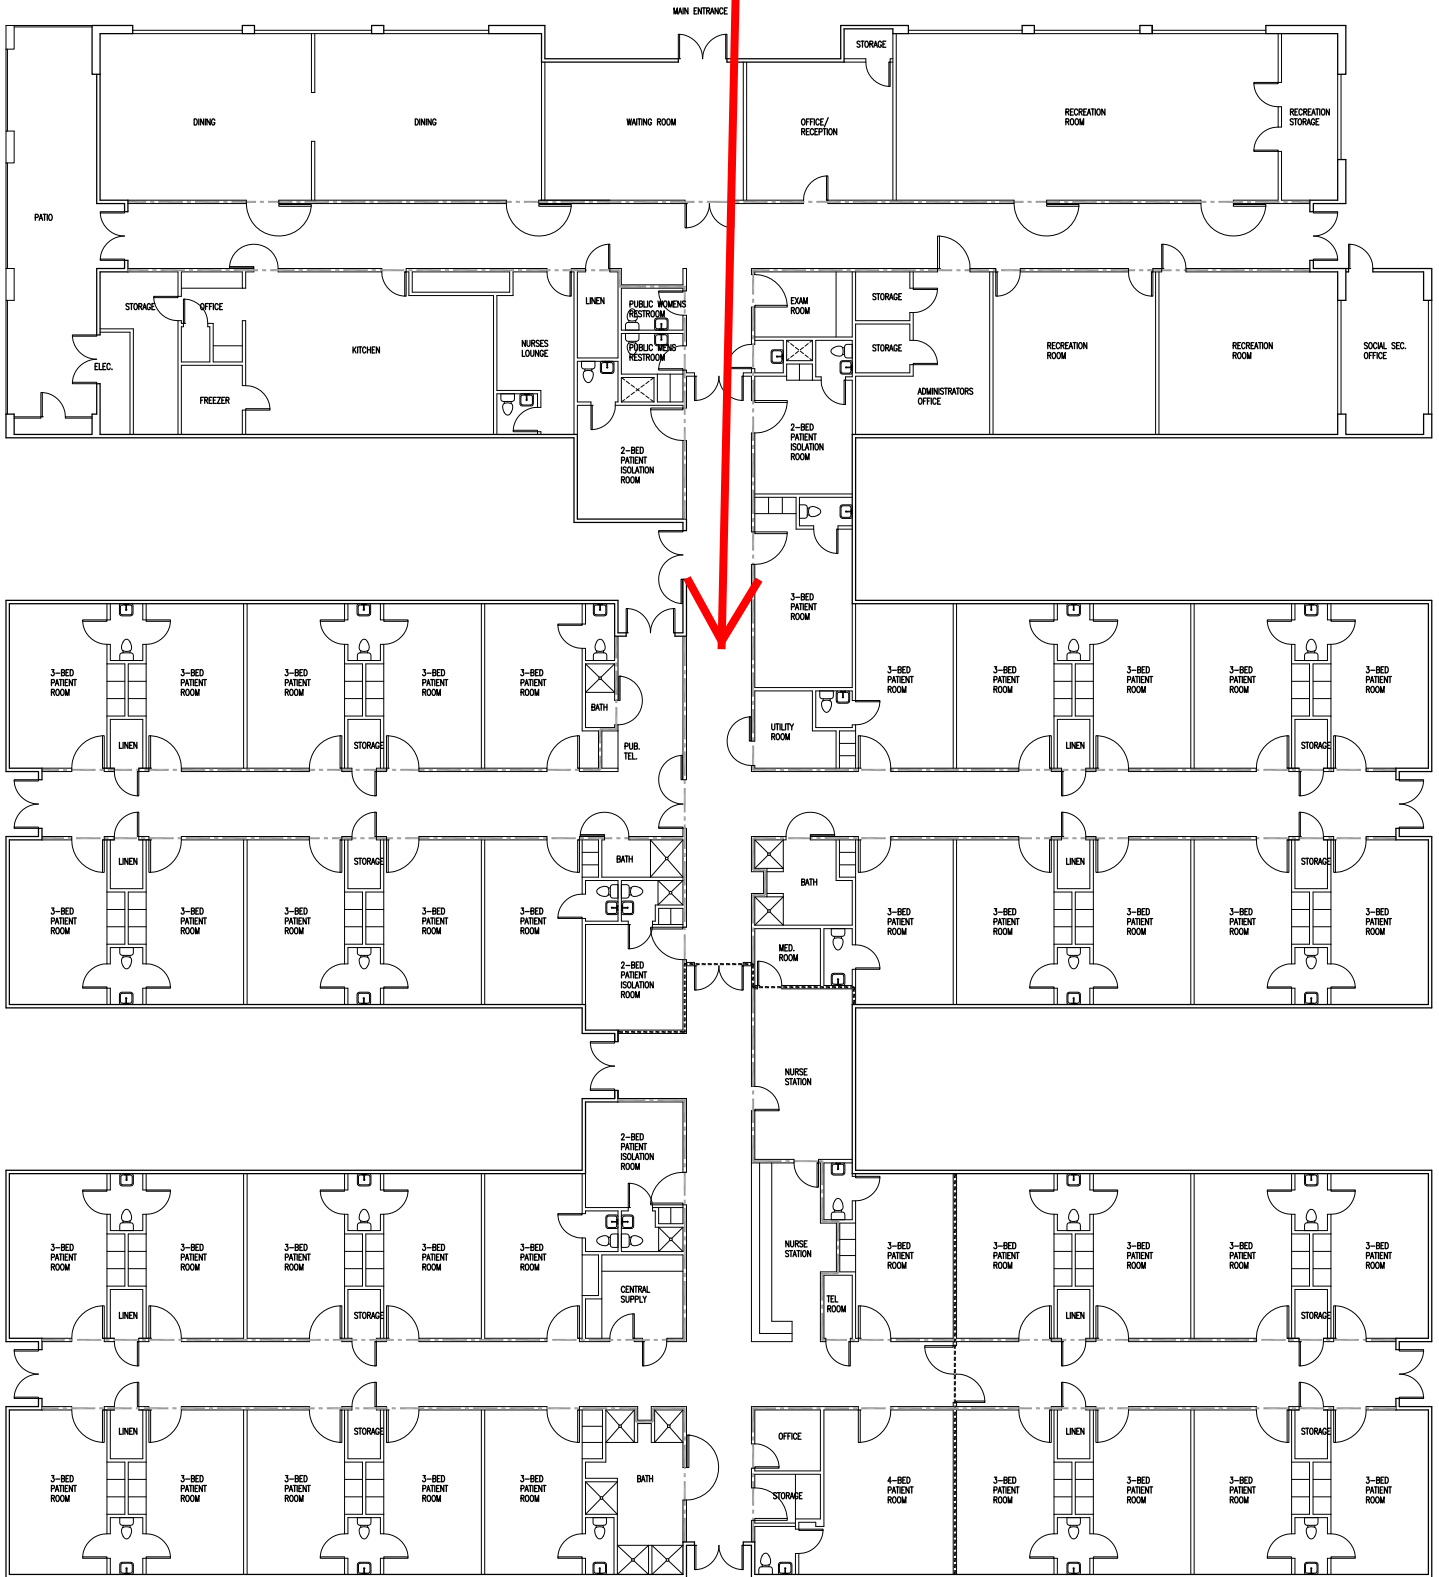 MAIN ENTRANCE
STORAGE
DINING
DINING
WAITING ROOM
OFFICE/
RECEPTION
RECREATION
ROOM
RECREATION
STORAGE
PATIO
STORAGE
OFFICE
LINEN
PUBLIC WOMENS
RESTROOM
EXAM
ROOM
STORAGE
KITCHEN
NURSES
LOUNGE
PUBLIC MENS
RESTROOM
STORAGE
RECREATION
ROOM
RECREATION
ROOM
SOCIAL SEC.
OFFICE
ELEC.
FREEZER
ADMINISTRATORS
OFFICE
2-BED
PATIENT
ISOLATION
ROOM
2-BED
PATIENT
ISOLATION
ROOM
3-BED
PATIENT
ROOM
3-BED
PATIENT
ROOM
3-BED
PATIENT
ROOM
3-BED
PATIENT
ROOM
3-BED
PATIENT
ROOM
3-BED
PATIENT
ROOM
3-BED
PATIENT
ROOM
3-BED
PATIENT
ROOM
3-BED
PATIENT
ROOM
3-BED
PATIENT
ROOM
3-BED
PATIENT
ROOM
BATH
LINEN
STORAGE
PUB.
TEL.
UTILITY
ROOM
LINEN
STORAGE
LINEN
STORAGE
BATH
BATH
LINEN
STORAGE
3-BED
PATIENT
ROOM
3-BED
PATIENT
ROOM
3-BED
PATIENT
ROOM
3-BED
PATIENT
ROOM
3-BED
PATIENT
ROOM
3-BED
PATIENT
ROOM
3-BED
PATIENT
ROOM
3-BED
PATIENT
ROOM
3-BED
PATIENT
ROOM
3-BED
PATIENT
ROOM
MED.
ROOM
2-BED
PATIENT
ISOLATION
ROOM
NURSE
STATION
2-BED
PATIENT
ISOLATION
ROOM
3-BED
PATIENT
ROOM
3-BED
PATIENT
ROOM
3-BED
PATIENT
ROOM
3-BED
PATIENT
ROOM
3-BED
PATIENT
ROOM
NURSE
STATION
3-BED
PATIENT
ROOM
3-BED
PATIENT
ROOM
3-BED
PATIENT
ROOM
3-BED
PATIENT
ROOM
3-BED
PATIENT
ROOM
CENTRAL
SUPPLY
TEL
ROOM
LINEN
STORAGE
LINEN
STORAGE
LINEN
STORAGE
OFFICE
LINEN
STORAGE
3-BED
PATIENT
ROOM
3-BED
PATIENT
ROOM
3-BED
PATIENT
ROOM
3-BED
PATIENT
ROOM
3-BED
PATIENT
ROOM
BATH
STORAGE
4-BED
PATIENT
ROOM
3-BED
PATIENT
ROOM
3-BED
PATIENT
ROOM
3-BED
PATIENT
ROOM
3-BED
PATIENT
ROOM